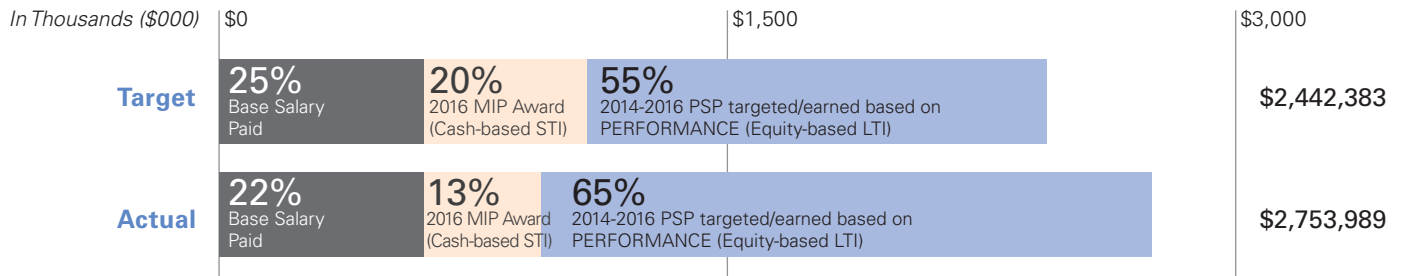 In Thousands ($000) $0 $1,500 $3,000
Target
25%
Base Salary
Paid
20%
2016 MIP Award
(Cash-based STI)
55%
2014-2016 PSP targeted/earned based on
PERFORMANCE (Equity-based LTI)
$2,442,383
Actual
22%
Base Salary
Paid
13%
2016 MIP Award
(Cash-based STI)
65%
2014-2016 PSP targeted/earned based on
PERFORMANCE (Equity-based LTI)
$2,753,989